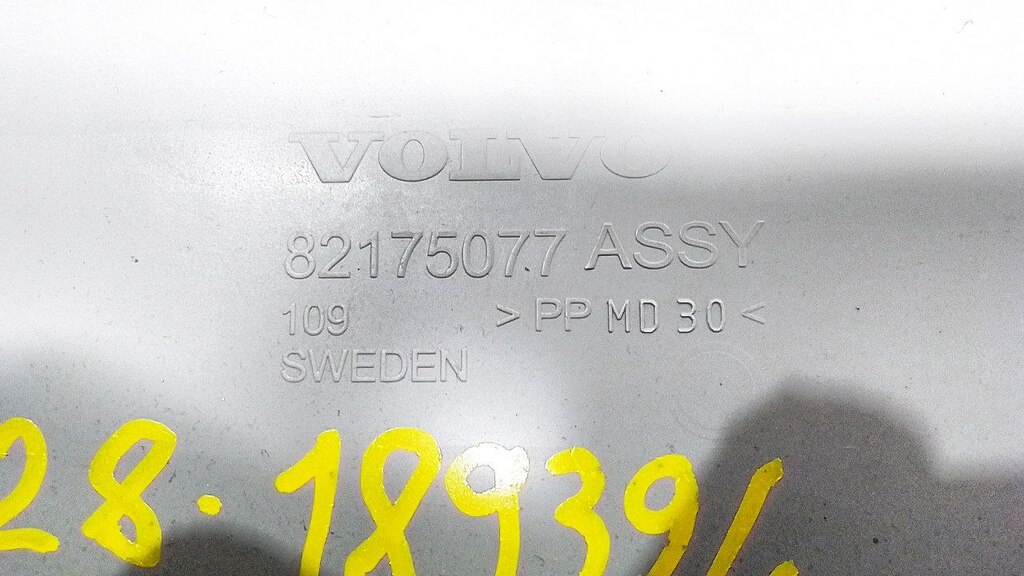 VOLVO
82175077 ASSY
109 >PP MD 30<
SWEDEN
28.18939/